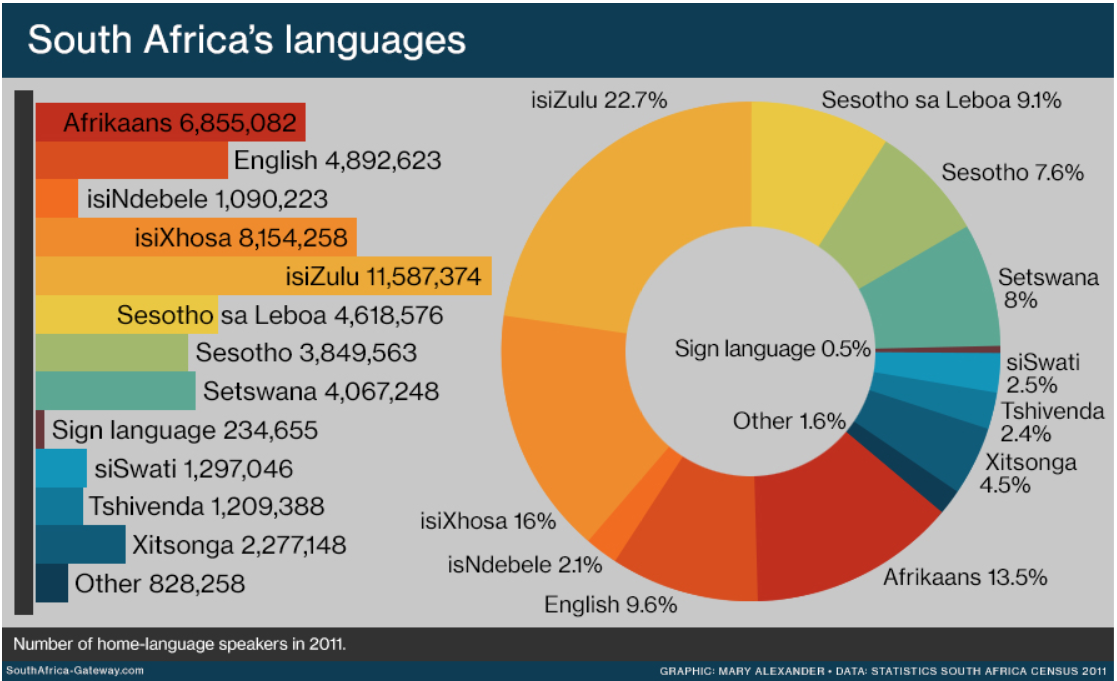 South Africa's languages
Afrikaans 6,855,082
English 4,892,623
isiNdebele 1,090,223
isiXhosa 8,154,258
isiZulu 11,587,374
Sesotho sa Leboa 4,618,576
Sesotho 3,849,563
Setswana 4,067,248
Sign language 234,655
siSwati 1,297,046
Tshivenda 1,209,388
Xitsonga 2,277,148
Other 828,258
isiZulu 22.7%
Sesotho sa Leboa 9.1%
Sesotho 7.6%
Setswana
8%
Sign language 0.5%
siSwati
2.5%
Other 1.6%
Tshivenda
2.4%
Xitsonga
4.5%
isiXhosa 16%
isNdebele 2.1%
English 9.6%
Afrikaans 13.5%
Number of home-language speakers in 2011.
SouthAfrica-Gateway.com
GRAPHIC: MARY ALEXANDER • DATA: STATISTICS SOUTH AFRICA CENSUS 2011